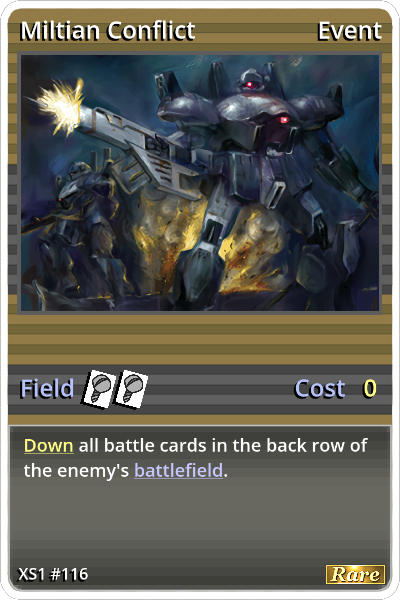 Miltian Conflict Event
Field Cost 0
Down all battle cards in the back row of
the enemy's battlefield.
XS1 #116 Rare